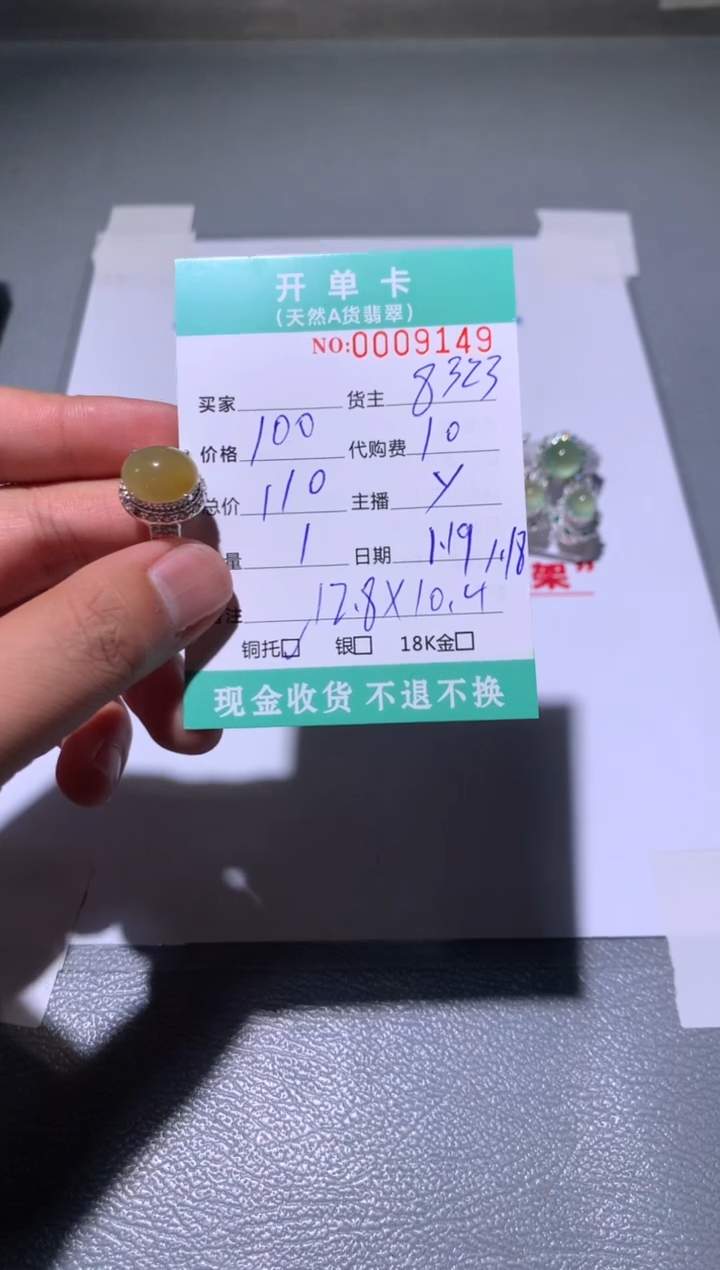 开单卡
(天然A货翡翠)
NO:0009149
买家 货主 8323
价格 100 代购费 10
总价 110 主播 Y
量 1 日期 1.19 1.18
注 12.8X10.4
铜托☑ 银□ 18K金□
现金收货 不退不换
架”